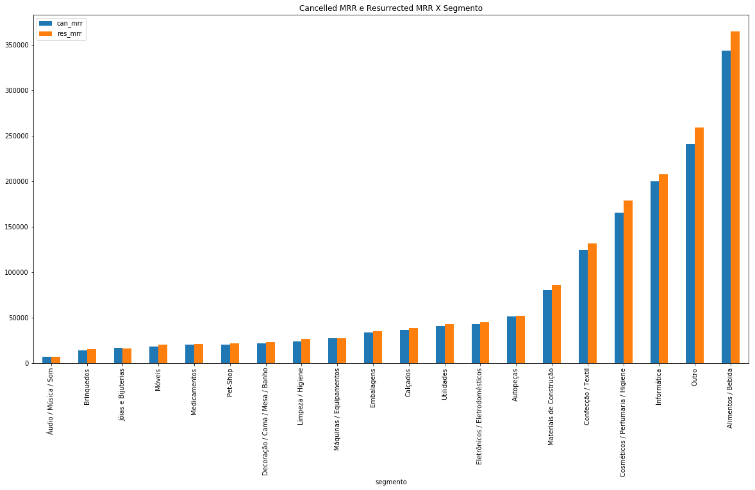 Cancelled MRR e Resurrected MRR X Segmento
can_mrr
res_mrr
350000
300000
250000
200000
150000
100000
50000
0
Áudio / Música / Som
Brinquedos
Jóias e Bijuterias
Móveis
Medicamentos
Pet-Shop
Decoração / Cama / Mesa / Banho
Limpeza / Higiene
Máquinas / Equipamentos
Embalagens
Calçados
Utilidades
Eletrônicos / Eletrodomésticos
Autopeças
Materiais de Construção
Confecção / Textil
Cosméticos / Perfumaria / Higiene
Informática
Outro
Alimentos / Bebida
segmento